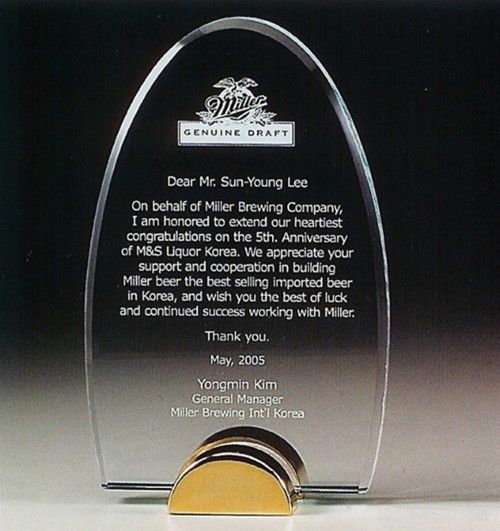 Miller
GENUINE DRAFT
Dear Mr. Sun-Young Lee
On behalf of Miller Brewing Company,
I am honored to extend our heartiest
congratulations on the 5th. Anniversary
of M&S Liquor Korea. We appreciate your
support and cooperation in building
Miller beer the best selling imported beer
in Korea, and wish you the best of luck
and continued success working with Miller.
Thank you.
May, 2005
Yongmin Kim
General Manager
Miller Brewing Int'l Korea